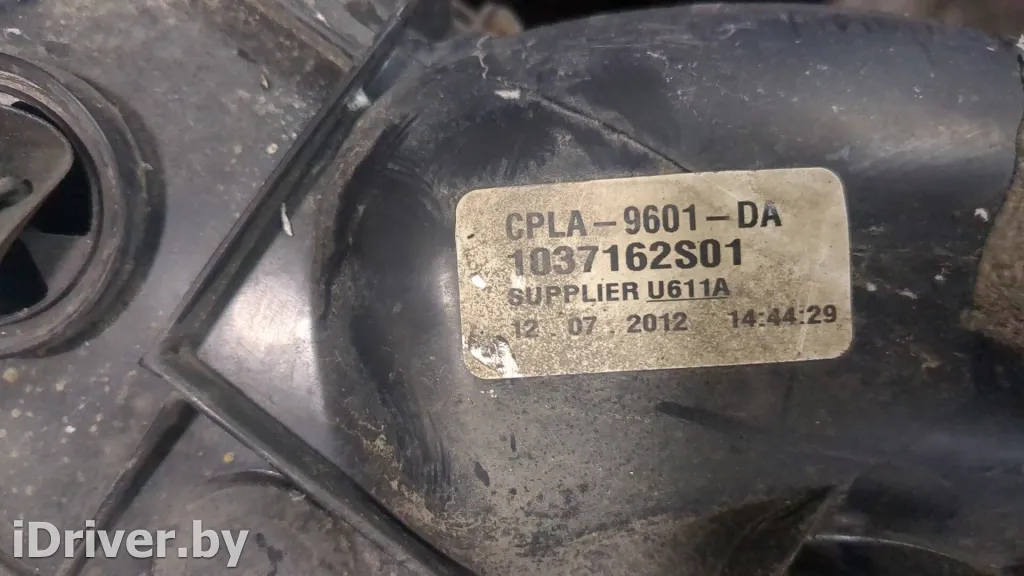 CPLA-9601-DA
1037162S01
SUPPLIER U611A
12 07 . 2012 14:44:29
iDriver.by